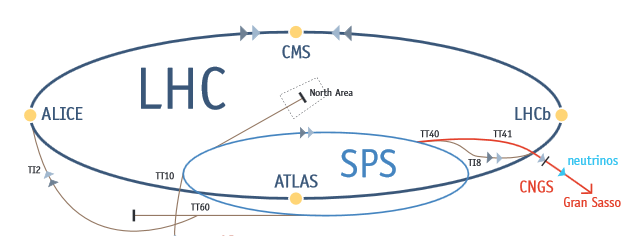 CMS
LHC
North Area
ALICE
LHCb
TT40
TT41
SPS
TI8
neutrinos
TI2
TT10
ATLAS
CNGS
Gran Sasso
TT60